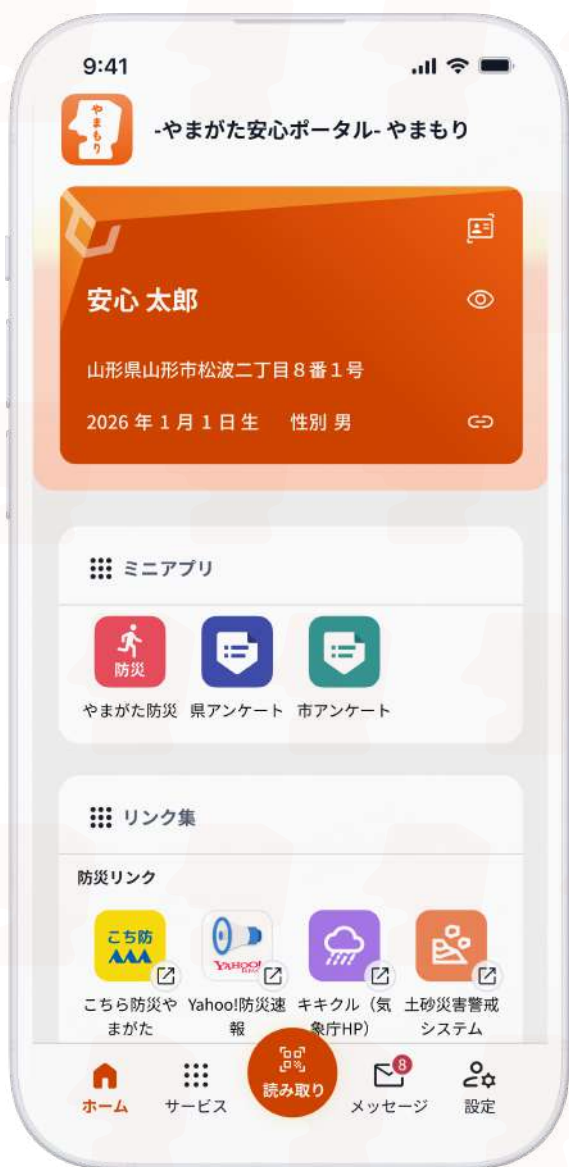 9:41
やまもり
-やまがた安心ポータル- やまもり
安心 太郎
山形県山形市松波二丁目８番１号
2026 年 1 月 1 日 生 性別 男
ミニアプリ
防災
やまがた防災 県アンケート 市アンケート
リンク集
防災リンク
こち防
YAHOO!
こちら防災や Yahoo!防災速 キキクル（気 土砂災害警戒
まがた 報 象庁HP） システム
8
読み取り
ホーム サービス メッセージ 設定